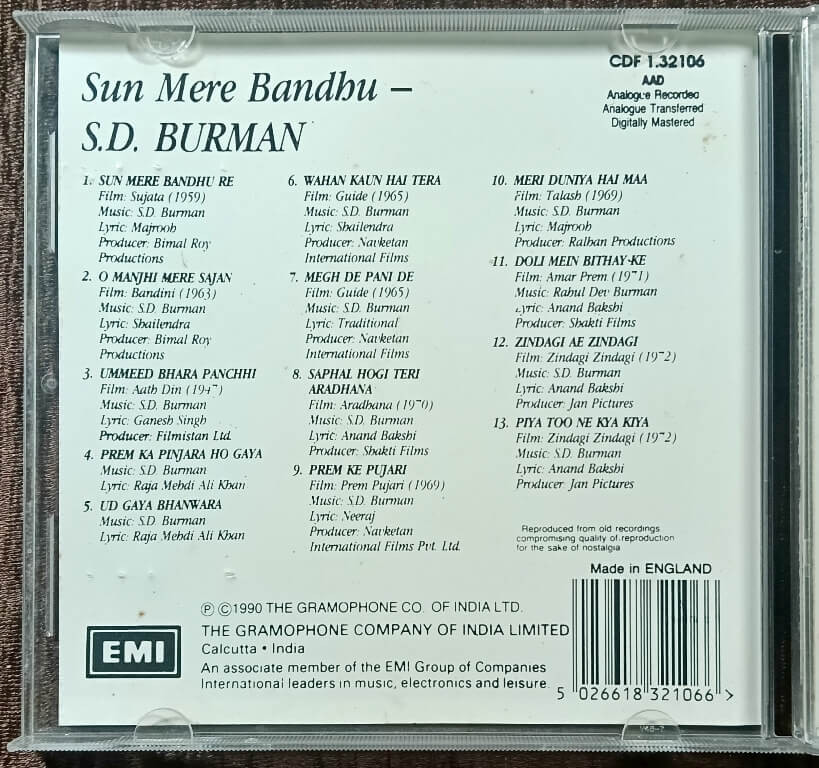 Sun Mere Bandhu –
S.D. BURMAN
CDF 1.32106
AAD
Analogue Recorded
Analogue Transferred
Digitally Mastered
1. SUN MERE BANDHU RE
Film: Sujata (1959)
Music: S.D. Burman
Lyric: Majrooh
Producer: Bimal Roy
Productions
2. O MANJHI MERE SAJAN
Film: Bandini (1963)
Music: S.D. Burman
Lyric: Shailendra
Producer: Bimal Roy
Productions
3. UMMEED BHARA PANCHHI
Film: Aath Din (1947)
Music: S.D. Burman
Lyric: Ganesh Singh
Producer: Filmistan Ltd.
4. PREM KA PINJARA HO GAYA
Music: S.D. Burman
Lyric: Raja Mehdi Ali Khan
5. UD GAYA BHANWARA
Music: S.D. Burman
Lyric: Raja Mehdi Ali Khan
6. WAHAN KAUN HAI TERA
Film: Guide (1965)
Music: S.D. Burman
Lyric: Shailendra
Producer: Navketan
International Films
7. MEGH DE PANI DE
Film: Guide (1965)
Music: S.D. Burman
Lyric: Traditional
Producer: Navketan
International Films
8. SAPHAL HOGI TERI
ARADHANA
Film: Aradhana (1970)
Music: S.D. Burman
Lyric: Anand Bakshi
Producer: Shakti Films
9. PREM KE PUJARI
Film: Prem Pujari (1969)
Music: S.D. Burman
Lyric: Neeraj
Producer: Navketan
International Films Pvt. Ltd.
10. MERI DUNIYA HAI MAA
Film: Talash (1969)
Music: S.D. Burman
Lyric: Majrooh
Producer: Ralhan Productions
11. DOLI MEIN BITHAY-KE
Film: Amar Prem (1971)
Music: Rahul Dev Burman
Lyric: Anand Bakshi
Producer: Shakti Films
12. ZINDAGI AE ZINDAGI
Film: Zindagi Zindagi (1972)
Music: S.D. Burman
Lyric: Anand Bakshi
Producer: Jan Pictures
13. PIYA TOO NE KYA KIYA
Film: Zindagi Zindagi (1972)
Music: S.D. Burman
Lyric: Anand Bakshi
Producer: Jan Pictures
Reproduced from old recordings
compromising quality of reproduction
for the sake of nostalgia
Made in ENGLAND
℗ ©1990 THE GRAMOPHONE CO. OF INDIA LTD.
THE GRAMOPHONE COMPANY OF INDIA LIMITED
Calcutta • India
An associate member of the EMI Group of Companies
International leaders in music, electronics and leisure.
EMI
5 026618 321066 >